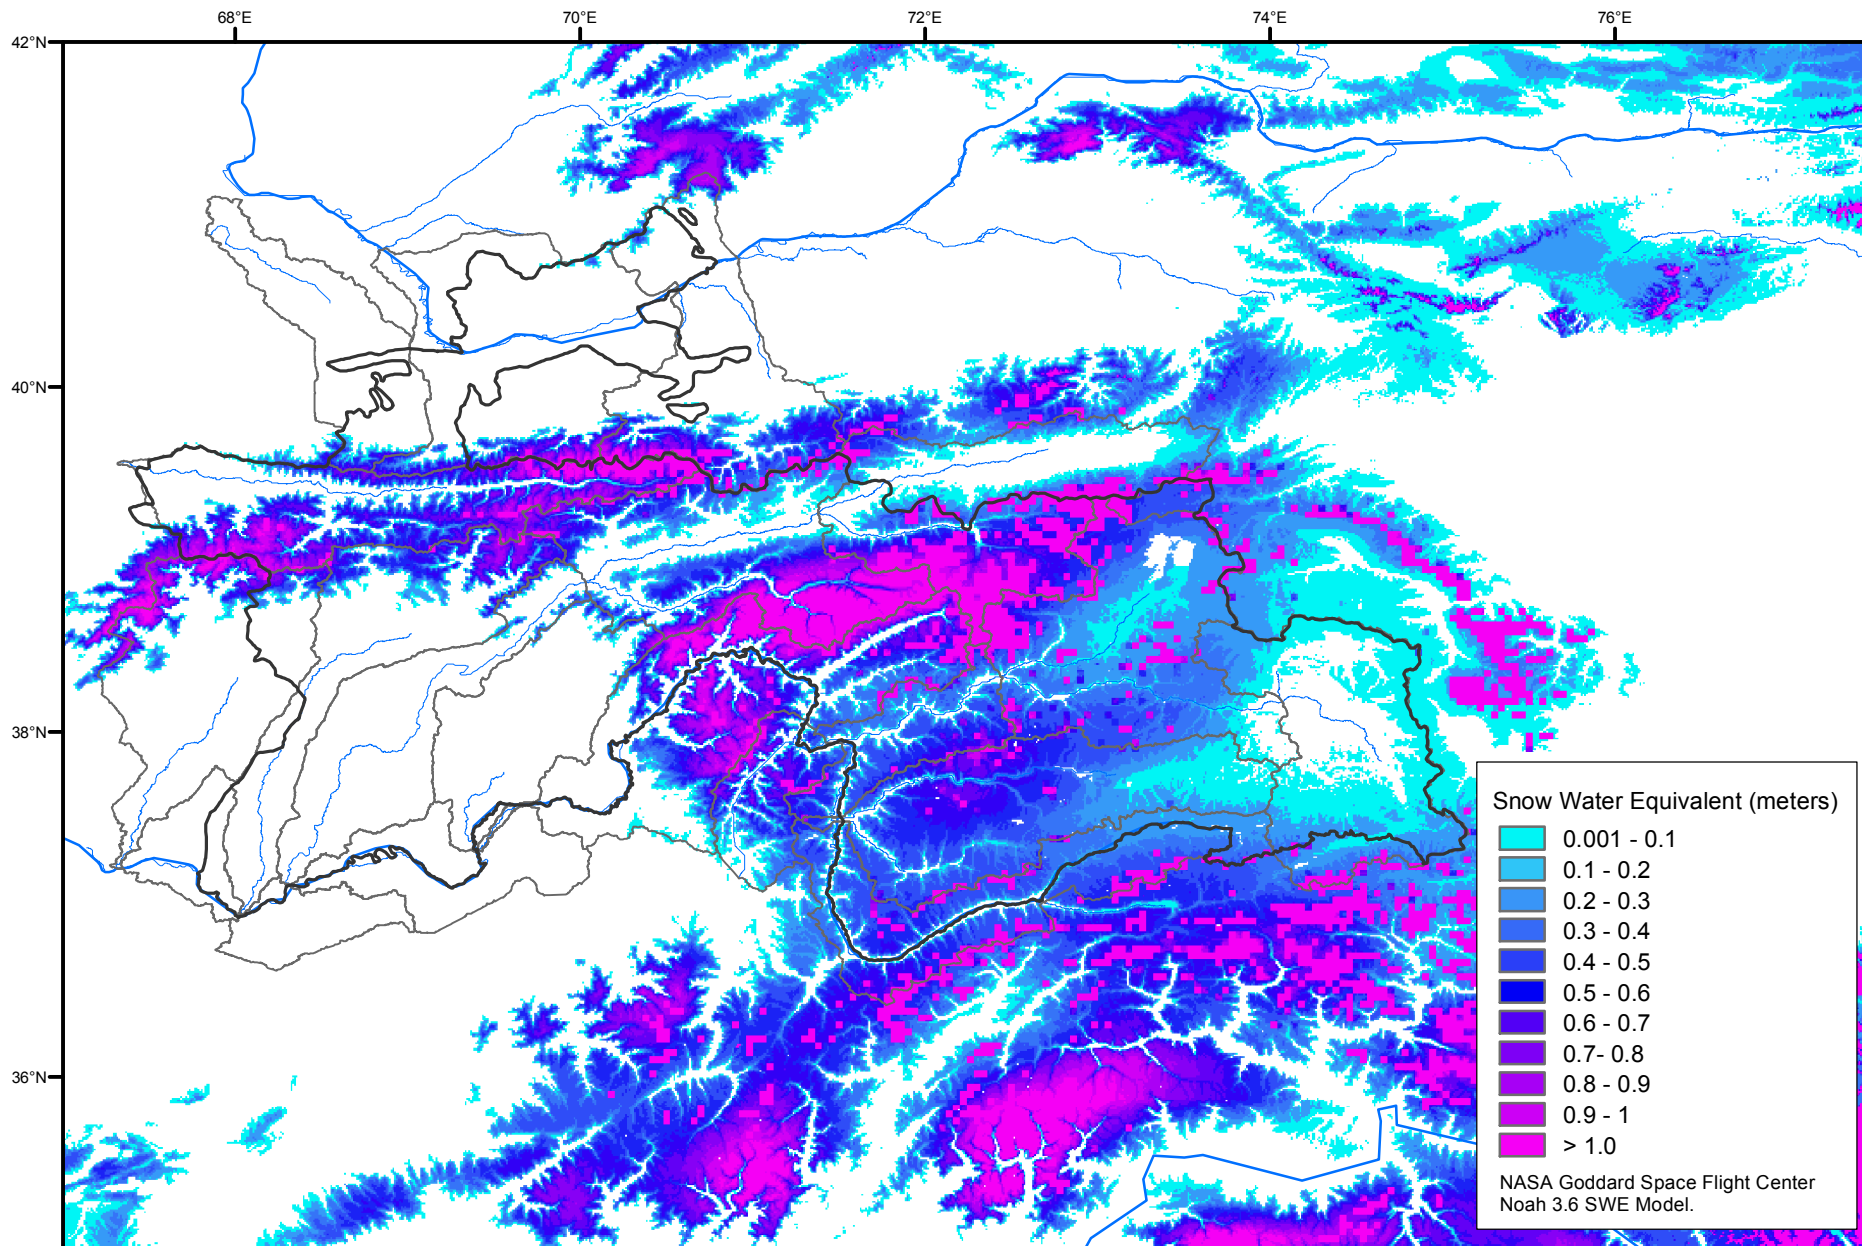 68°E
70°E
72°E
74°E
76°E
42°N
40°N
38°N
36°N
Snow Water Equivalent (meters)
0.001 - 0.1
0.1 - 0.2
0.2 - 0.3
0.3 - 0.4
0.4 - 0.5
0.5 - 0.6
0.6 - 0.7
0.7- 0.8
0.8 - 0.9
0.9 - 1
> 1.0
NASA Goddard Space Flight Center
Noah 3.6 SWE Model.